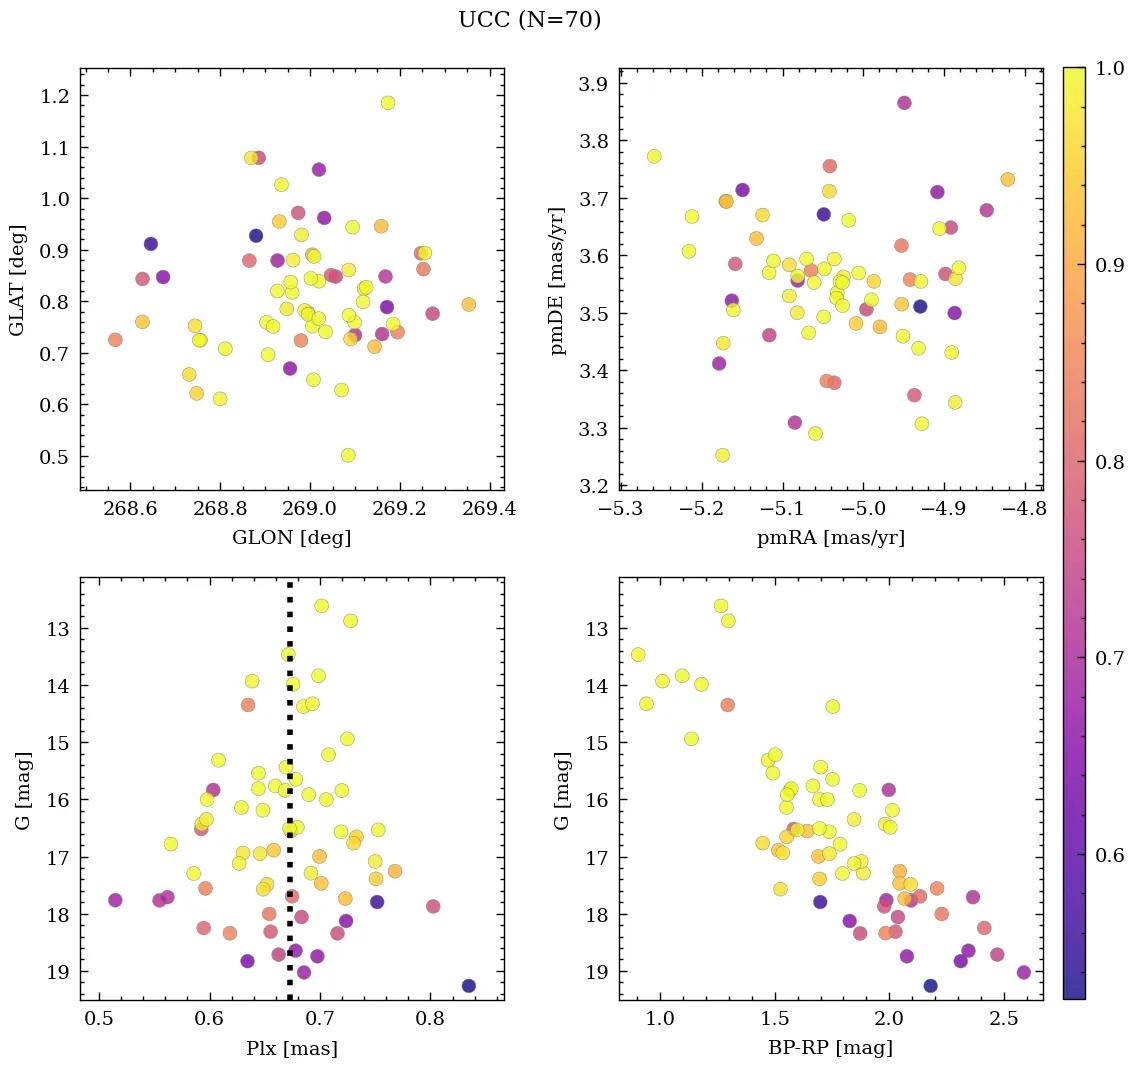 UCC (N=70)
1.2
1.1
1.0
0.9
0.8
0.7
0.6
0.5
GLAT [deg]
268.6 268.8 269.0 269.2 269.4
GLON [deg]
3.9
3.8
3.7
3.6
3.5
3.4
3.3
3.2
pmDE [mas/yr]
−5.3 −5.2 −5.1 −5.0 −4.9 −4.8
pmRA [mas/yr]
13
14
15
16
17
18
19
G [mag]
0.5 0.6 0.7 0.8
Plx [mas]
13
14
15
16
17
18
19
G [mag]
1.0 1.5 2.0 2.5
BP-RP [mag]
1.0
0.9
0.8
0.7
0.6